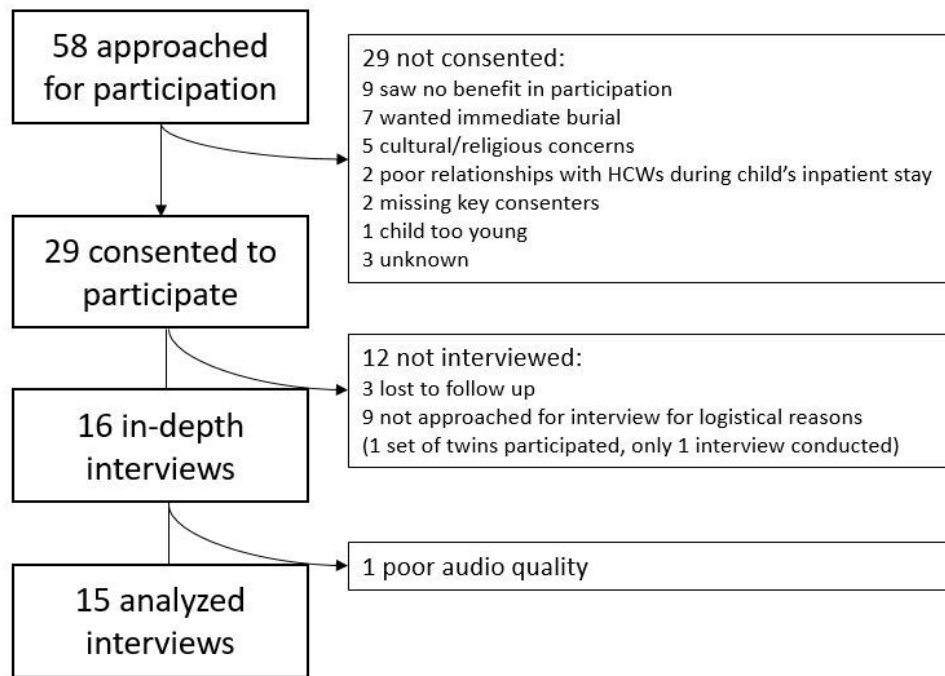 58 approached
for participation
29 not consented:
9 saw no benefit in participation
7 wanted immediate burial
5 cultural/religious concerns
2 poor relationships with HCWs during child's inpatient stay
2 missing key consenters
1 child too young
3 unknown
29 consented to
participate
12 not interviewed:
3 lost to follow up
9 not approached for interview for logistical reasons
(1 set of twins participated, only 1 interview conducted)
16 in-depth
interviews
1 poor audio quality
15 analyzed
interviews